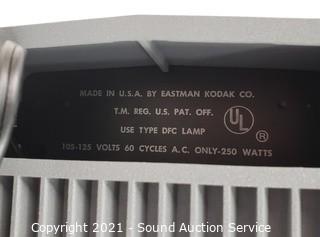 MADE IN U.S.A. BY EASTMAN KODAK CO.
T.M. REG. U.S. PAT. OFF.
UL
USE TYPE DFC LAMP
®
105-125 VOLTS 60 CYCLES A.C. ONLY-250 WATTS
Copyright 2021 - Sound Auction Service